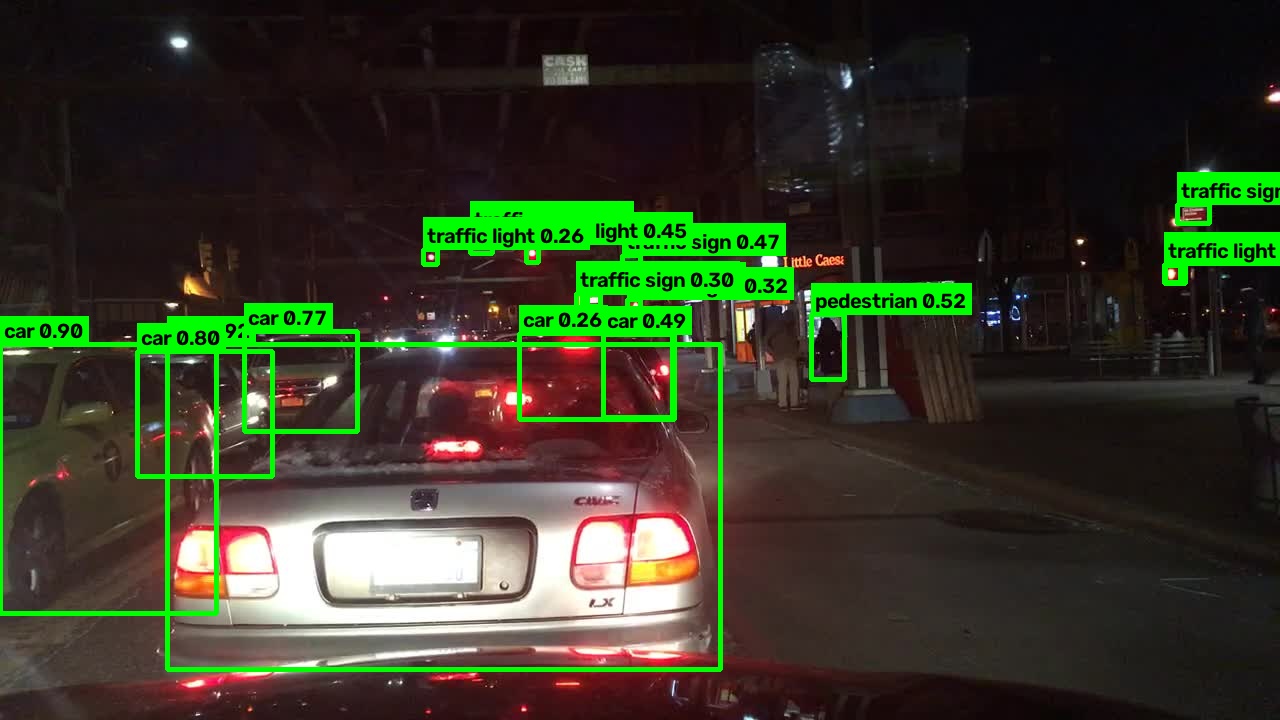 CASH
traffic sign
traffic light 0.26
light 0.45
traffic sign 0.47
Little Caesa
traffic light
traffic sign 0.30
0.32
pedestrian 0.52
car 0.90
car 0.80
92
car 0.77
car 0.26
car 0.49
CIVIC
LX